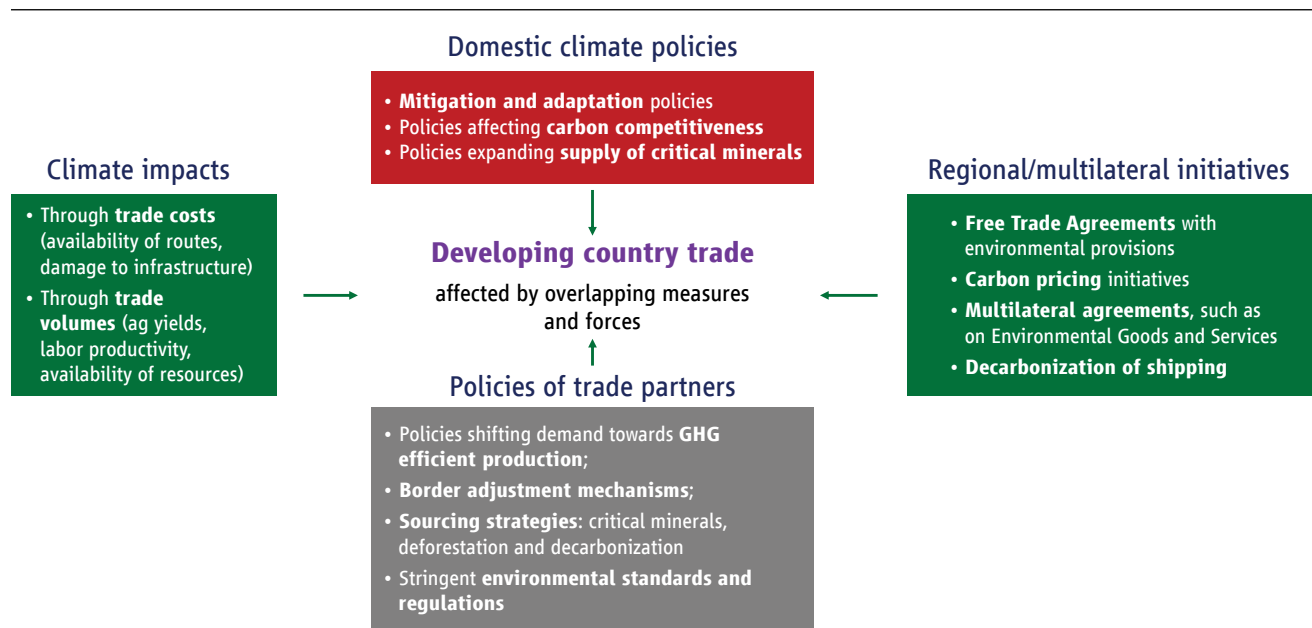 Domestic climate policies
• Mitigation and adaptation policies
• Policies affecting carbon competitiveness
• Policies expanding supply of critical minerals
Climate impacts
• Through trade costs
(availability of routes,
damage to infrastructure)
• Through trade
volumes (ag yields,
labor productivity,
availability of resources)
Developing country trade
affected by overlapping measures
and forces
Regional/multilateral initiatives
• Free Trade Agreements with
environmental provisions
• Carbon pricing initiatives
• Multilateral agreements, such as
on Environmental Goods and Services
• Decarbonization of shipping
Policies of trade partners
• Policies shifting demand towards GHG
efficient production;
• Border adjustment mechanisms;
• Sourcing strategies: critical minerals,
deforestation and decarbonization
• Stringent environmental standards and
regulations